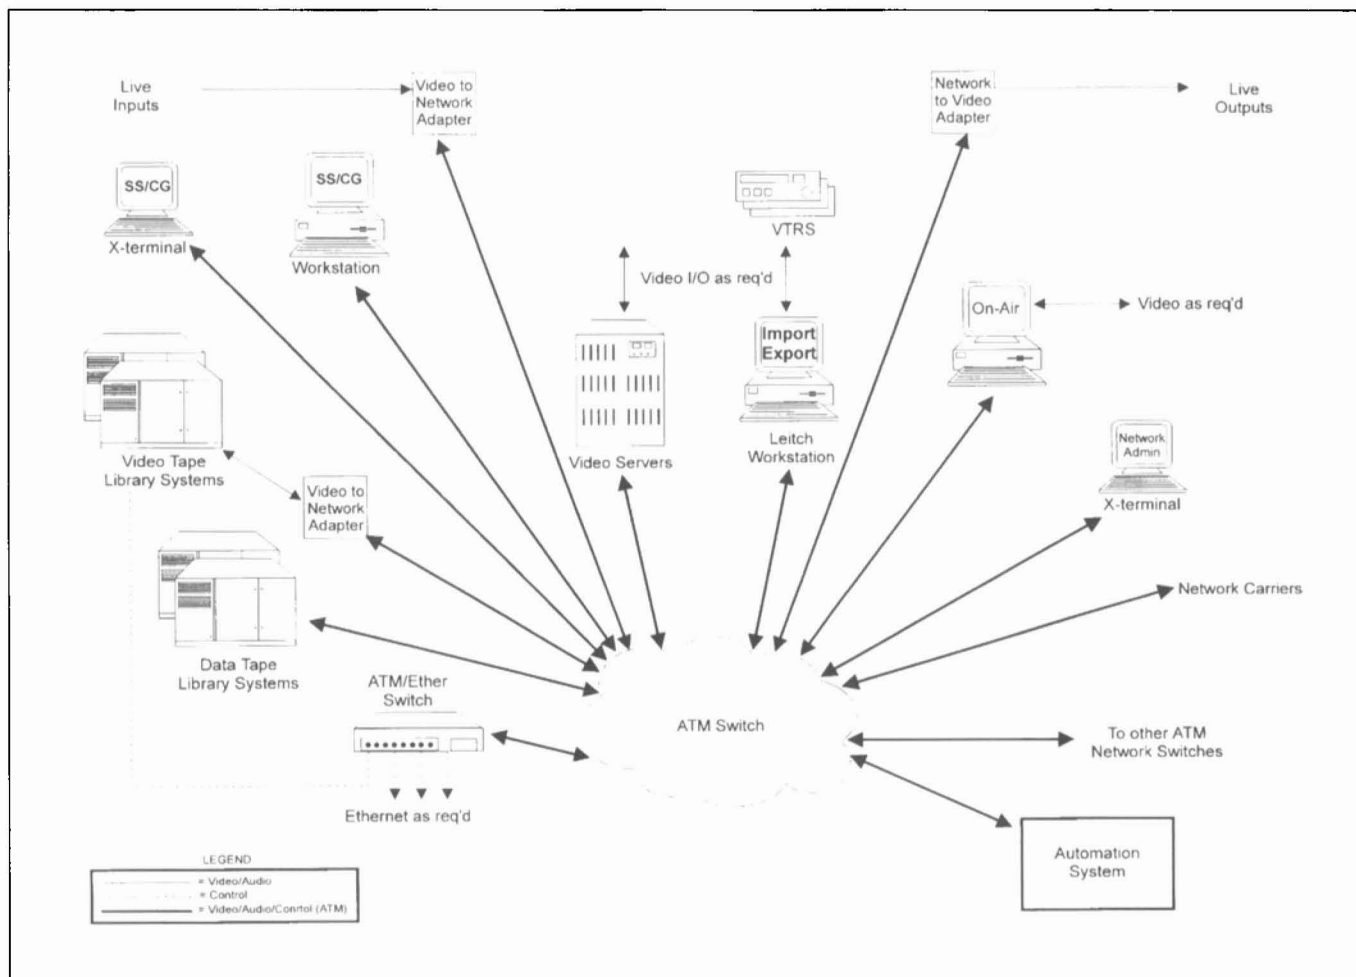 Live
Inputs
Video to
Network
Adapter
Network
to Video
Adapter
Live
Outputs
SS/CG
X-terminal
SS/CG
Workstation
VTRS
Video I/O as req'd
On-Air
Video as req'd
Import
Export
Leitch
Workstation
Video Servers
Network
Admin
X-terminal
Video Tape
Library Systems
Video to
Network
Adapter
Network Carriers
Data Tape
Library Systems
ATM/Ether
Switch
ATM Switch
To other ATM
Network Switches
Ethernet as req'd
Automation
System
LEGEND
= Video/Audio
= Control
= Video/Audio/Conrtol (ATM)